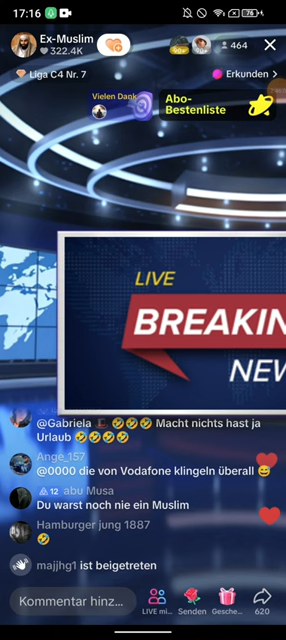 17:16
76
Ex-Muslim
322.4K
464
Liga C4 Nr. 7
Erkunden >
Vielen Dank
Abo-
Bestenliste
LIVE
BREAKIN
NEW
@Gabriela 🤣🤣🤣 Macht nichts hast ja
Urlaub 🤣🤣🤣🤣
Ange_157
@0000 die von Vodafone klingeln überall 😅
12 abu Musa
Du warst noch nie ein Muslim
Hamburger jung 1887
🤣
majjhg1 ist beigetreten
Kommentar hinz...
LIVE mi...
Senden
Gesche...
620